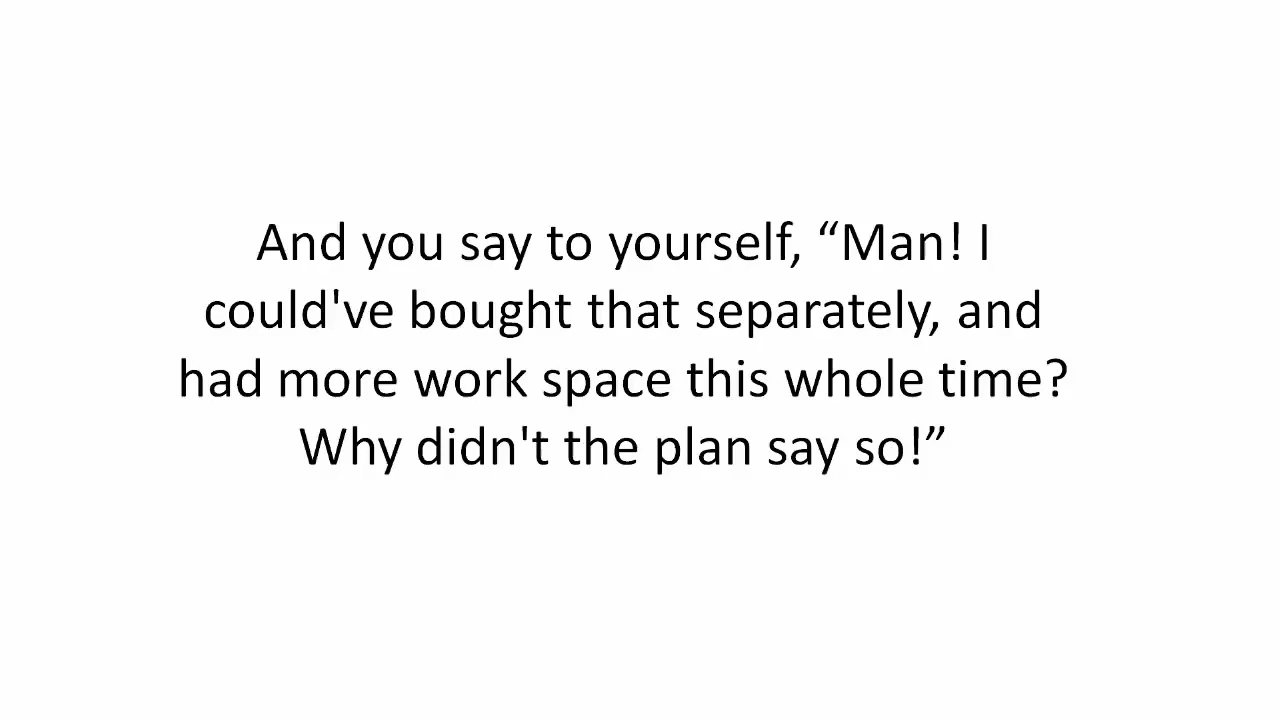 And you say to yourself, “Man! I
could've bought that separately, and
had more work space this whole time?
Why didn't the plan say so!”